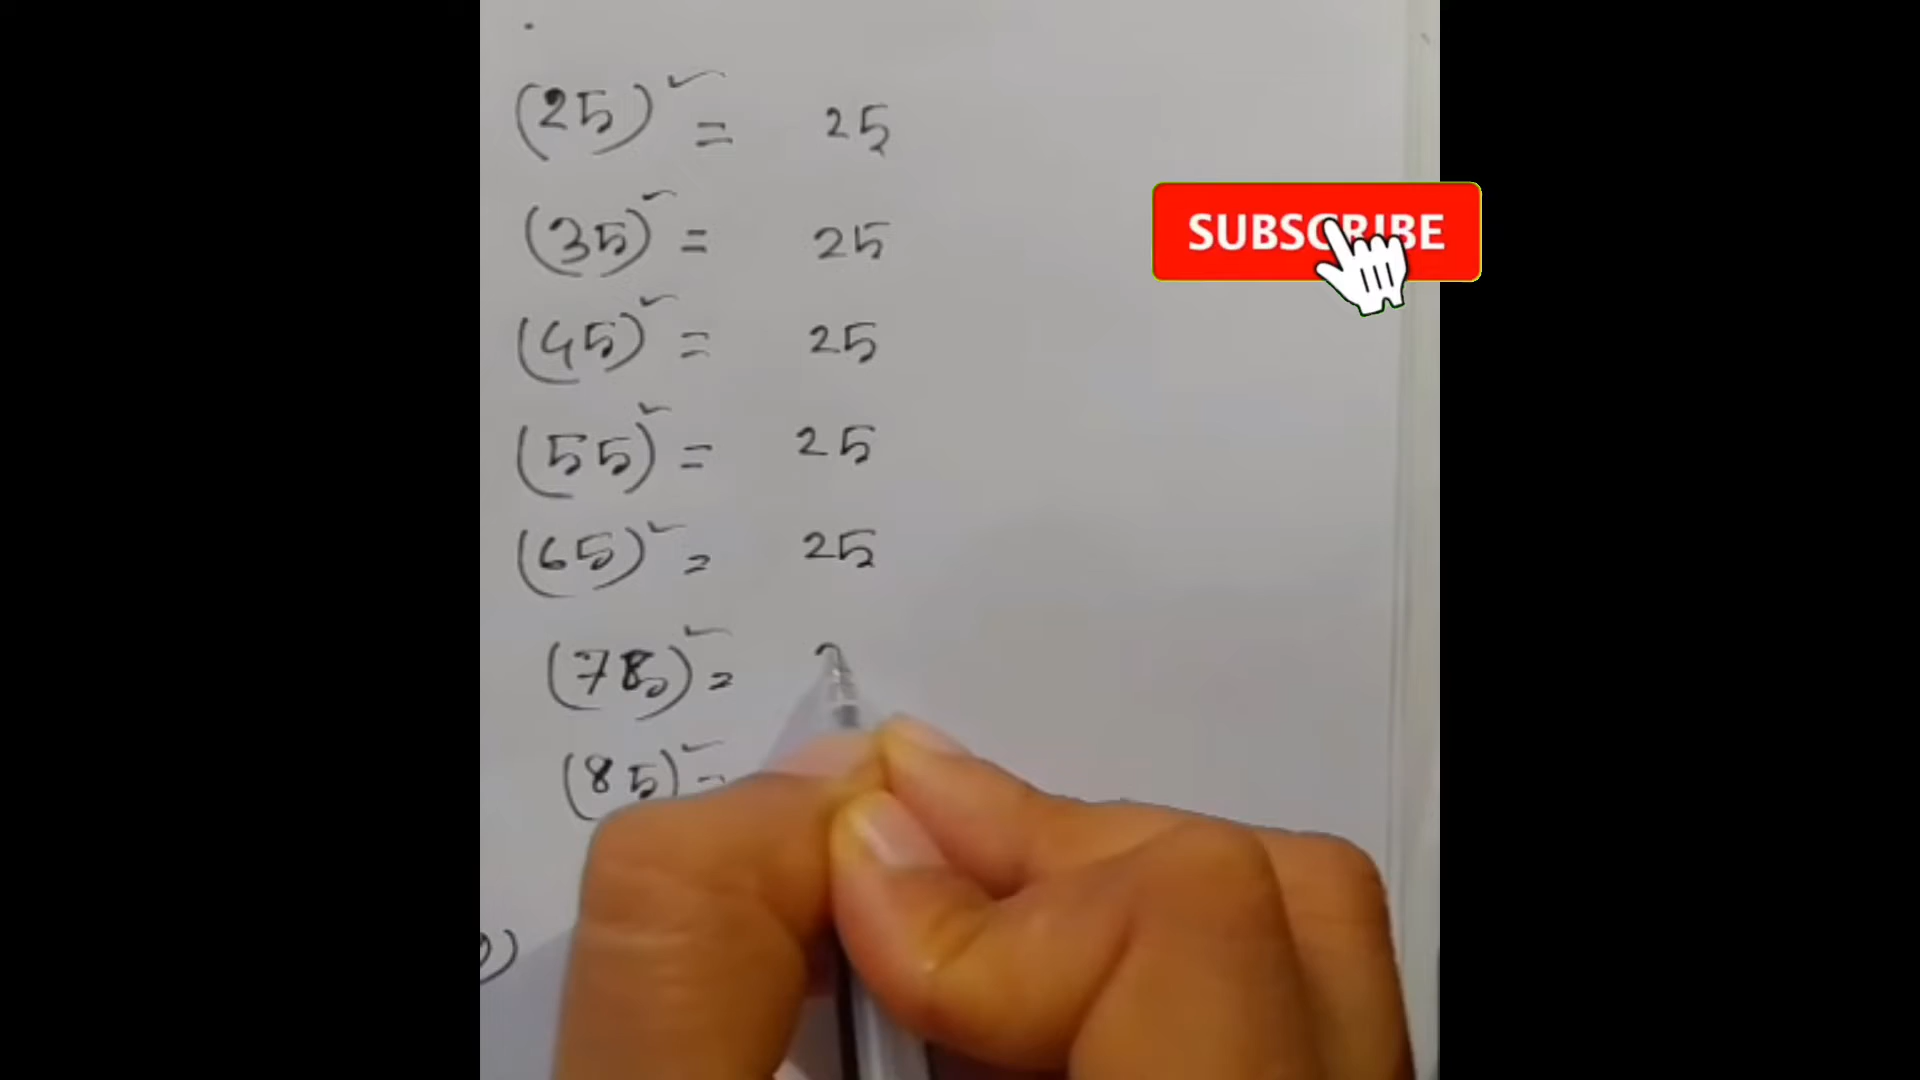 (25)² = 25
(35)² = 25
SUBSCRIBE
(45)² = 25
(55)² = 25
(65)² = 25
(75)² = 2
(85)² =